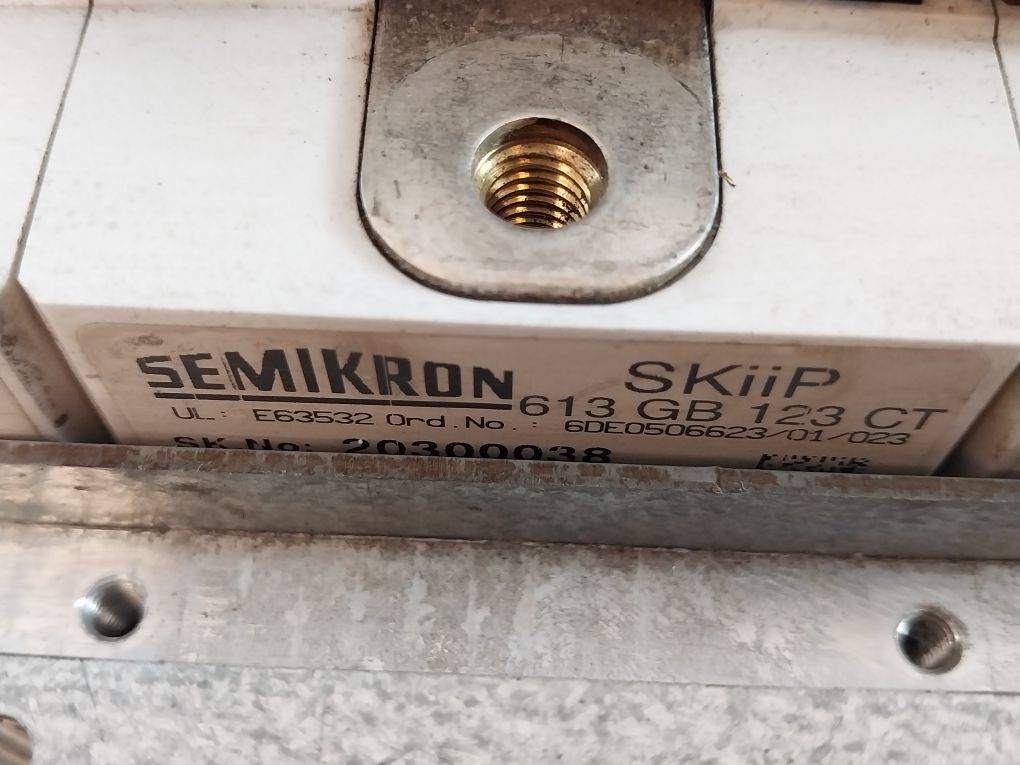 SEMIKRON SKiiP
613 GB 123 CT
UL: E63532 Ord.No.: 6DE0506623/01/023
SK No: 20300038